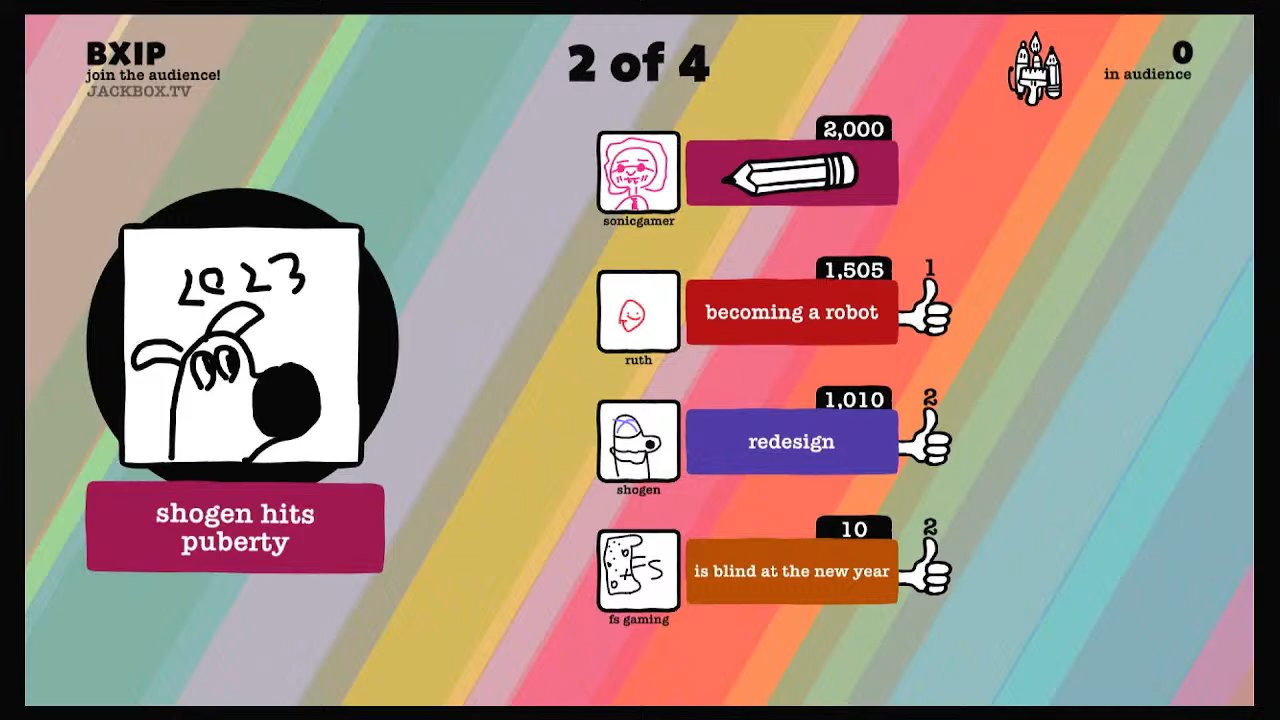 BXIP
join the audience!
JACKBOX.TV
2 of 4
0
in audience
2023
shogen hits
puberty
2,000
sonicgamer
1,505
becoming a robot
1
ruth
1,010
redesign
2
shogen
10
is blind at the new year
2
FS
fs gaming